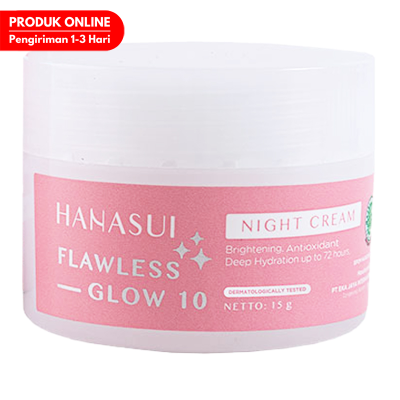 PRODUK ONLINE
Pengiriman 1-3 Hari
HANASUI
FLAWLESS
GLOW 10
NIGHT CREAM
Brightening, Antioxidant
Deep Hydration up to 72 hours.
DERMATOLOGICALLY TESTED
NETTO: 15 g